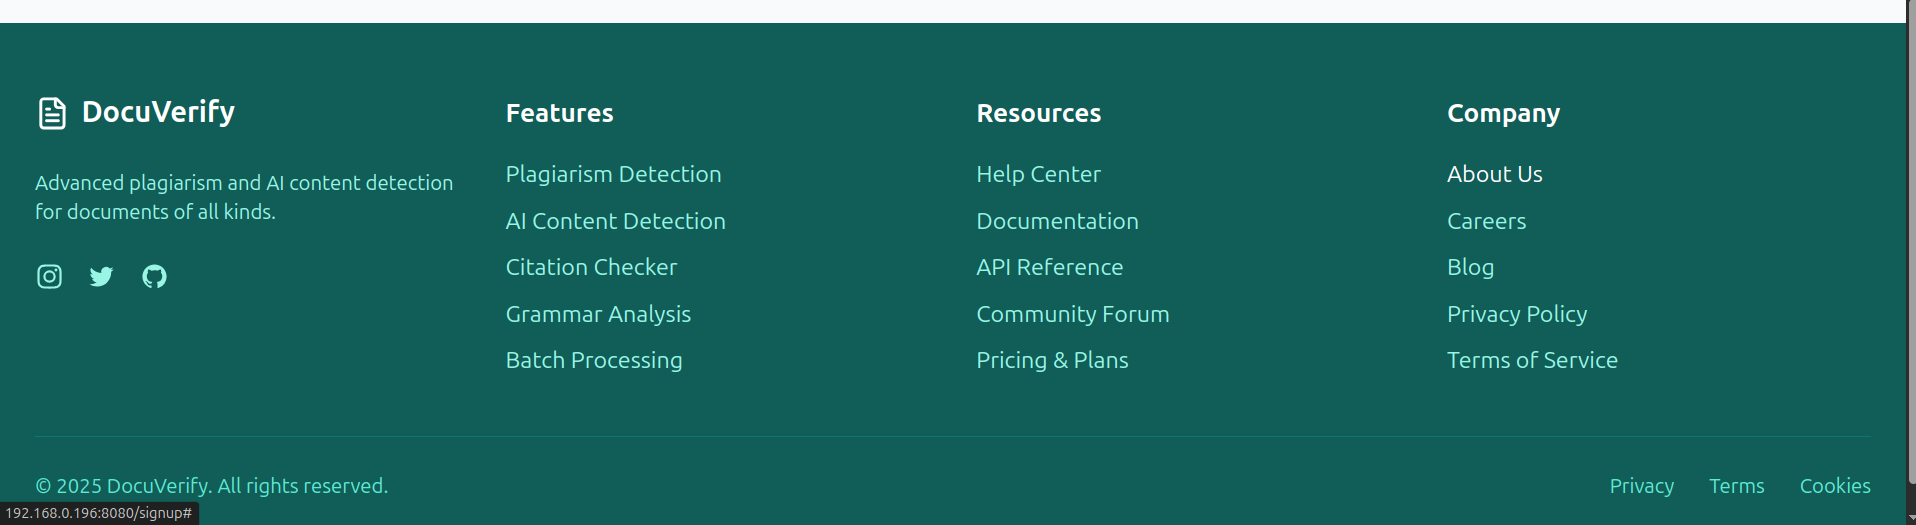 DocuVerify
Advanced plagiarism and AI content detection
for documents of all kinds.
Features
Plagiarism Detection
AI Content Detection
Citation Checker
Grammar Analysis
Batch Processing
Resources
Help Center
Documentation
API Reference
Community Forum
Pricing & Plans
Company
About Us
Careers
Blog
Privacy Policy
Terms of Service
© 2025 DocuVerify. All rights reserved.
Privacy Terms Cookies
192.168.0.196:8080/signup#